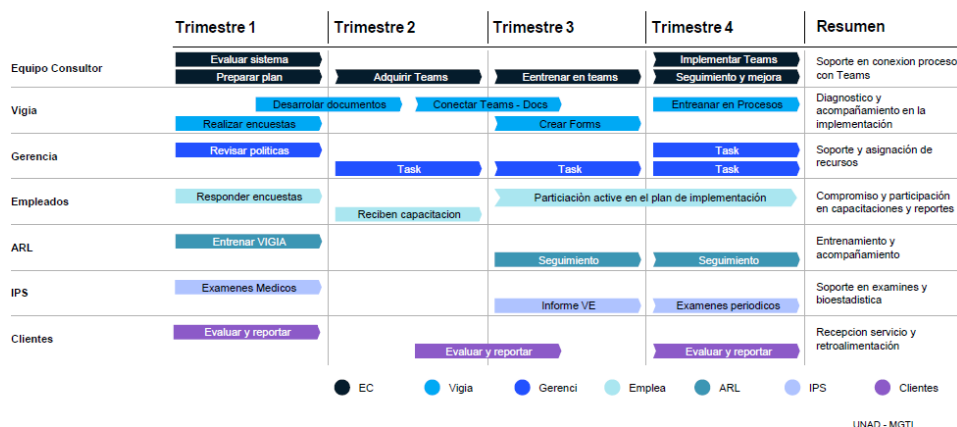 Trimestre 1 Trimestre 2 Trimestre 3 Trimestre 4 Resumen
Equipo Consultor
Evaluar sistema
Implementar Teams
Preparar plan
Adquirir Teams
Eentrenar en teams
Seguimiento y mejora
Soporte en conexion proceso
con Teams
Vigia
Desarrolar documentos
Conectar Teams - Docs
Entreanar en Procesos
Realizar encuestas
Crear Forms
Diagnostico y
acompañamiento en la
implementación
Gerencia
Revisar politicas
Task
Task
Task
Task
Soporte y asignación de
recursos
Empleados
Responder encuestas
Participaciòn active en el plan de implementación
Reciben capacitacion
Compromiso y participación
en capacitaciones y reportes
ARL
Entrenar VIGIA
Seguimiento
Seguimiento
Entrenamiento y
acompañamiento
IPS
Examenes Medicos
Informe VE
Examenes periodicos
Soporte en examines y
bioestadistica
Clientes
Evaluar y reportar
Evaluar y reportar
Evaluar y reportar
Recepcion servicio y
retroalimentación
EC Vigia Gerenci Emplea ARL IPS Clientes
UNAD - MGTI